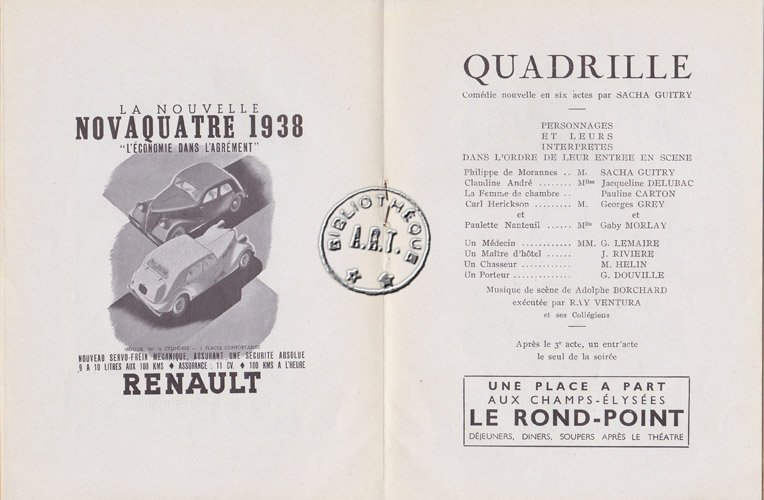 LA NOUVELLE
NOVAQUATRE 1938
"L'ÉCONOMIE DANS L'AGRÉMENT"
4 CYLINDRES — 5 PLACES CONFORTABLES
NOUVEAU SERVO-FREIN MÉCANIQUE, ASSURANT UNE SÉCURITÉ ABSOLUE
9 A 10 LITRES AUX 100 KMS ♦ ASSURANCE : 11 CV. ♦ 100 KMS A L'HEURE
RENAULT
BIBLIOTHÈQUE
A.R.T.
QUADRILLE
Comédie nouvelle en six actes par SACHA GUITRY
PERSONNAGES
ET LEURS
INTERPRETES
DANS L'ORDRE DE LEUR ENTREE EN SCENE
Philippe de Morannes .. M. SACHA GUITRY
Claudine André ........ Mlles Jacqueline DELUBAC
La Femme de chambre .. Pauline CARTON
Carl Herickson ......... M. Georges GREY
et et
Paulette Nanteuil ...... Mlle Gaby MORLAY
Un Médecin ........... MM. G. LEMAIRE
Un Maître d'hôtel ...... J. RIVIERE
Un Chasseur ............ M. HELIN
Un Porteur .............. G. DOUVILLE
Musique de scène de Adolphe BORCHARD
exécutée par RAY VENTURA
et ses Collégiens
Après le 3e acte, un entr'acte
le seul de la soirée
UNE PLACE A PART
AUX CHAMPS-ÉLYSÉES
LE ROND-POINT
DÉJEUNERS, DINERS, SOUPERS APRÈS LE THÉATRE